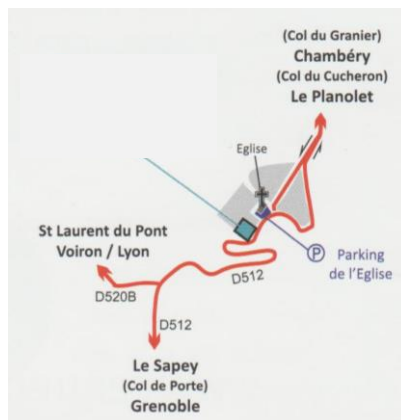 (Col du Granier)
Chambéry
(Col du Cucheron)
Le Planolet
Eglise
St Laurent du Pont
Voiron / Lyon
P
Parking
de l'Eglise
D512
D520B
D512
Le Sapey
(Col de Porte)
Grenoble